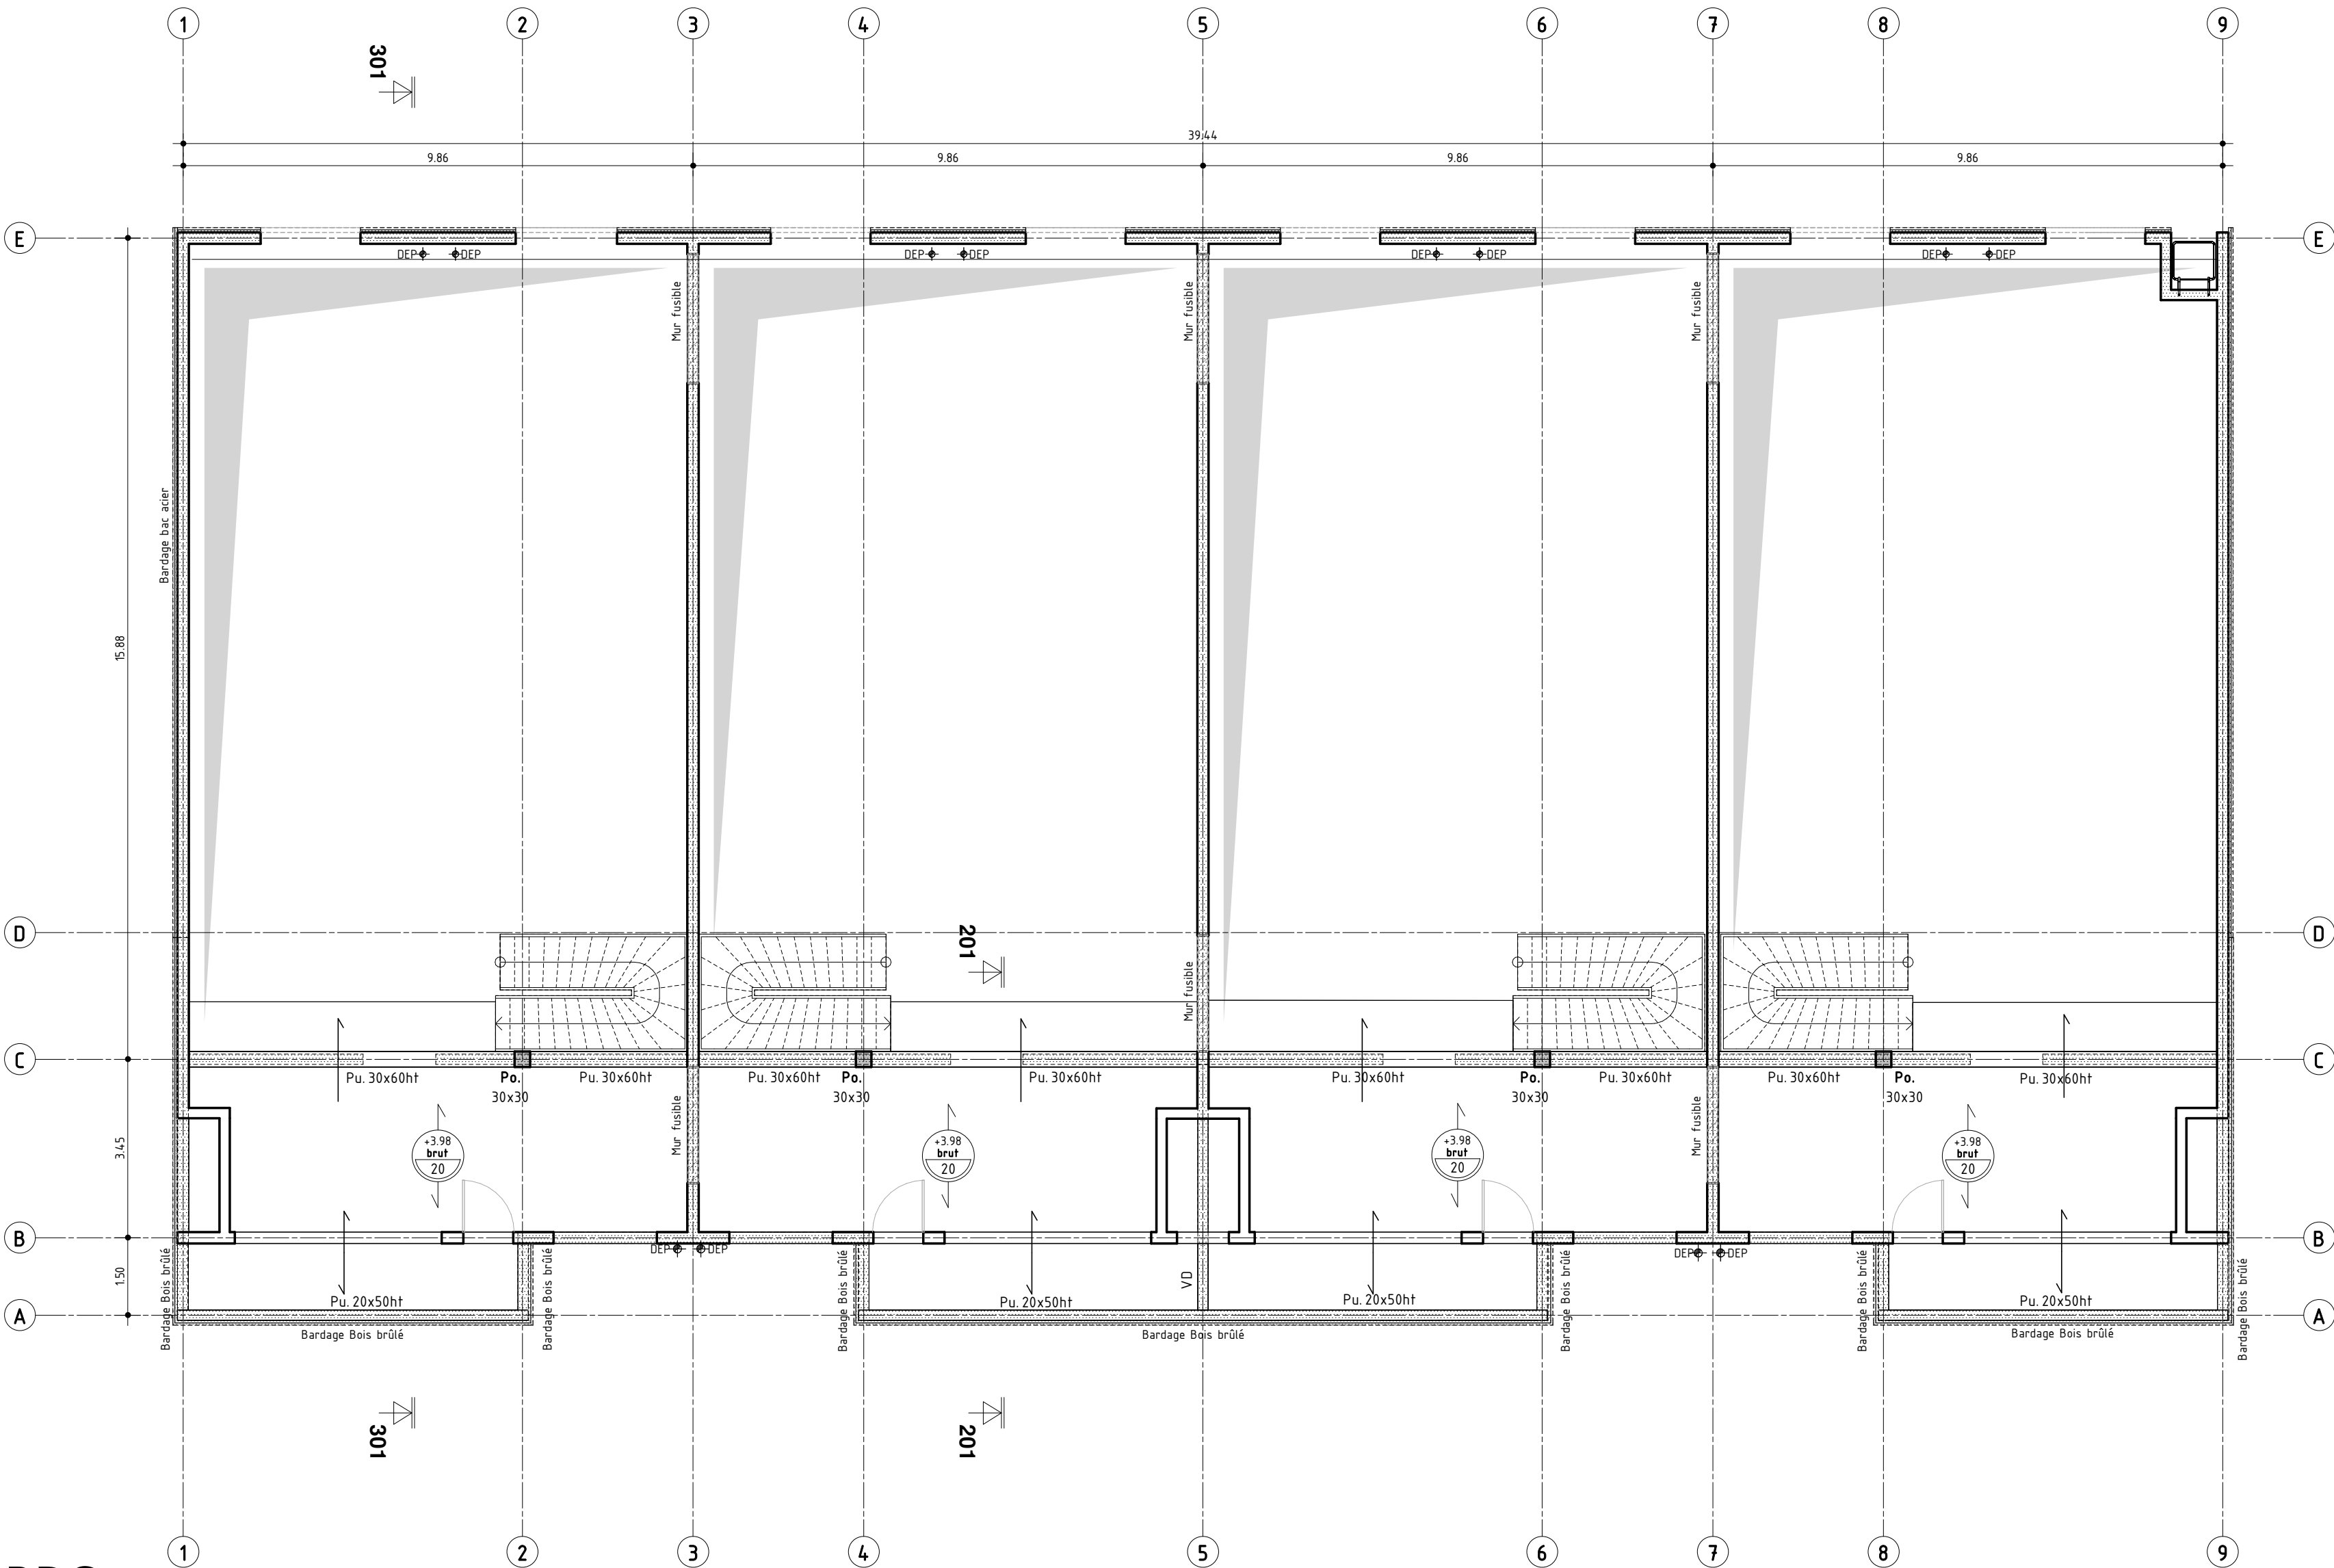 1 2 3 4 5 6 7 8 9
301
39.44
9.86 9.86 9.86 9.86
E E
DEP DEP DEP DEP DEP DEP DEP DEP
Mur fusible
Mur fusible
Mur fusible
Bardage bac acier
15.88
D D
201
Mur fusible
C C
Pu. 30x60ht Po. Pu. 30x60ht Pu. 30x60ht Po. Pu. 30x60ht Pu. 30x60ht Po. Pu. 30x60ht Pu. 30x60ht Po. Pu. 30x60ht
30x30 30x30 30x30 30x30
Mur fusible
Mur fusible
3.45
+3.98 +3.98 +3.98 +3.98
brut brut brut brut
20 20 20 20
B B
DEP DEP DEP DEP
1.50
VD
Bardage Bois brûlé
Bardage Bois brûlé
Bardage Bois brûlé
Bardage Bois brûlé
Bardage Bois brûlé
Bardage Bois brûlé
Pu. 20x50ht Pu. 20x50ht Pu. 20x50ht Pu. 20x50ht
A A
Bardage Bois brûlé Bardage Bois brûlé Bardage Bois brûlé
301 201
1 2 3 4 5 6 7 8 9